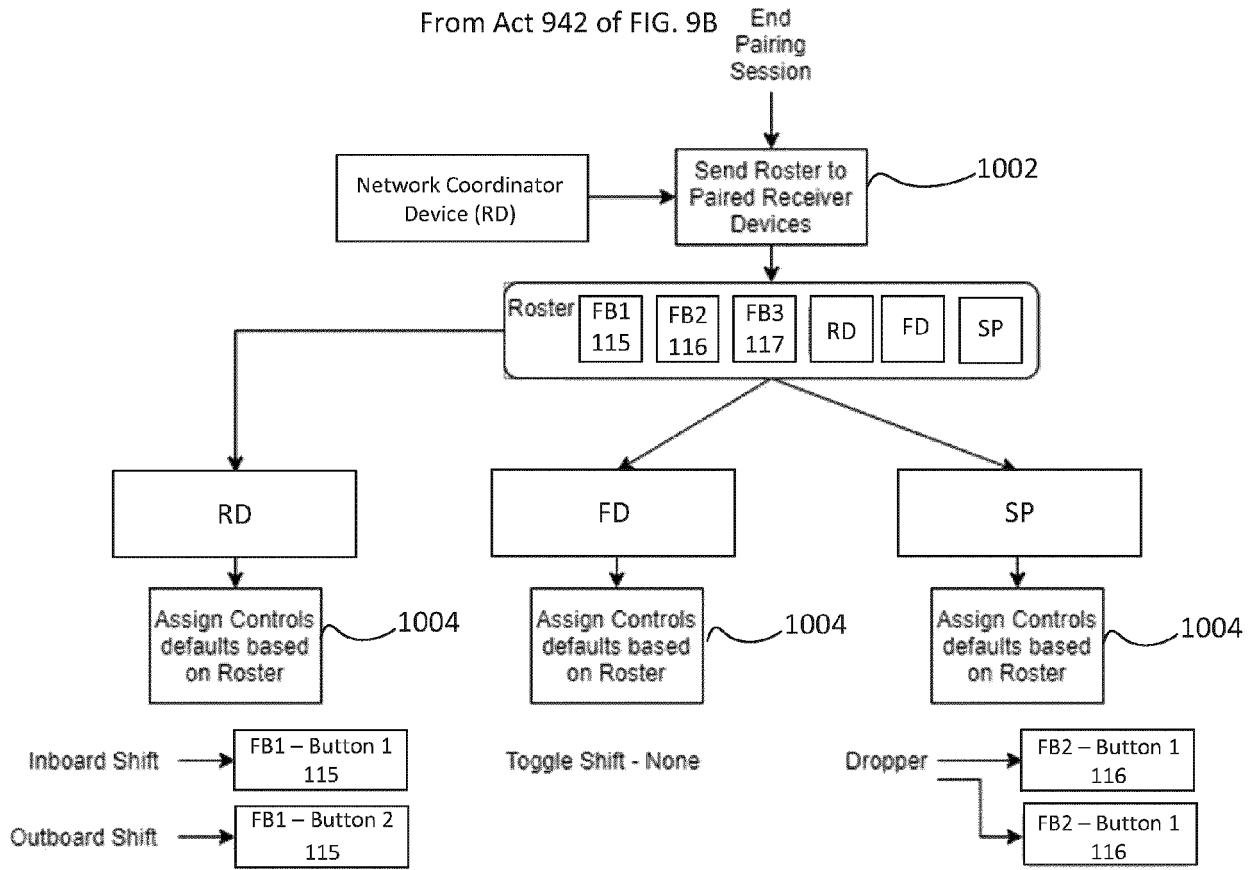 From Act 942 of FIG. 9B
End
Pairing
Session
Network Coordinator
Device (RD)
Send Roster to
Paired Receiver
Devices
1002
Roster
FB1
115
FB2
116
FB3
117
RD
FD
SP
RD
FD
SP
Assign Controls
defaults based
on Roster
1004
Assign Controls
defaults based
on Roster
1004
Assign Controls
defaults based
on Roster
1004
Inboard Shift
FB1 – Button 1
115
Outboard Shift
FB1 – Button 2
115
Toggle Shift - None
Dropper
FB2 – Button 1
116
FB2 – Button 1
116